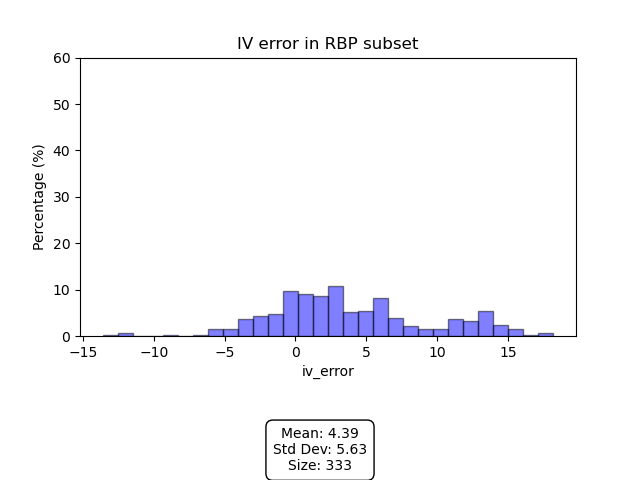 IV error in RBP subset
60
50
40
30
20
10
0
Percentage (%)
−15
−10
−5
0
5
10
15
iv_error
Mean: 4.39
Std Dev: 5.63
Size: 333